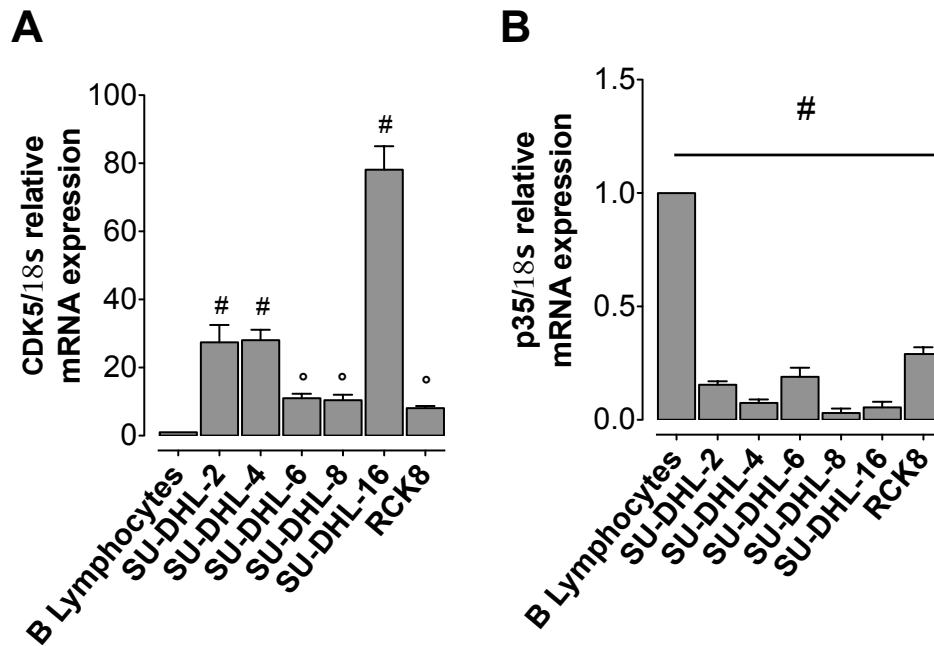 A
CDK5/18s relative
mRNA expression
100
80
60
40
20
0
#
#
°
°
#
°
B Lymphocytes
SU-DHL-2
SU-DHL-4
SU-DHL-6
SU-DHL-8
SU-DHL-16
RCK8
B
p35/18s relative
mRNA expression
1.5
1.0
0.5
0.0
#
B Lymphocytes
SU-DHL-2
SU-DHL-4
SU-DHL-6
SU-DHL-8
SU-DHL-16
RCK8